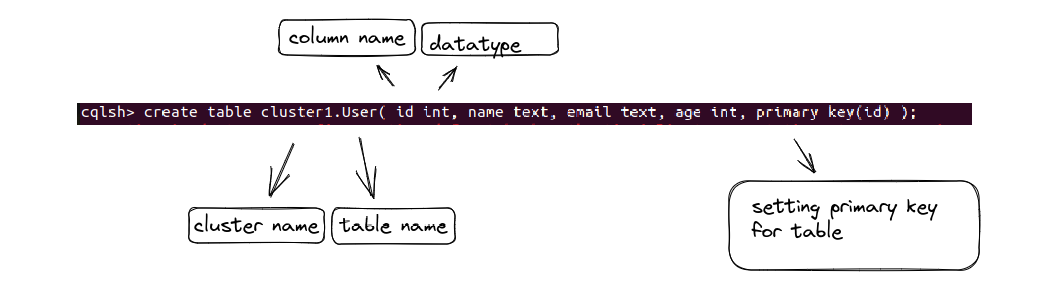 column name
datatype
cqlsh> create table cluster1.User( id int, name text, email text, age int, primary key(id) );
cluster name
table name
setting primary key
for table